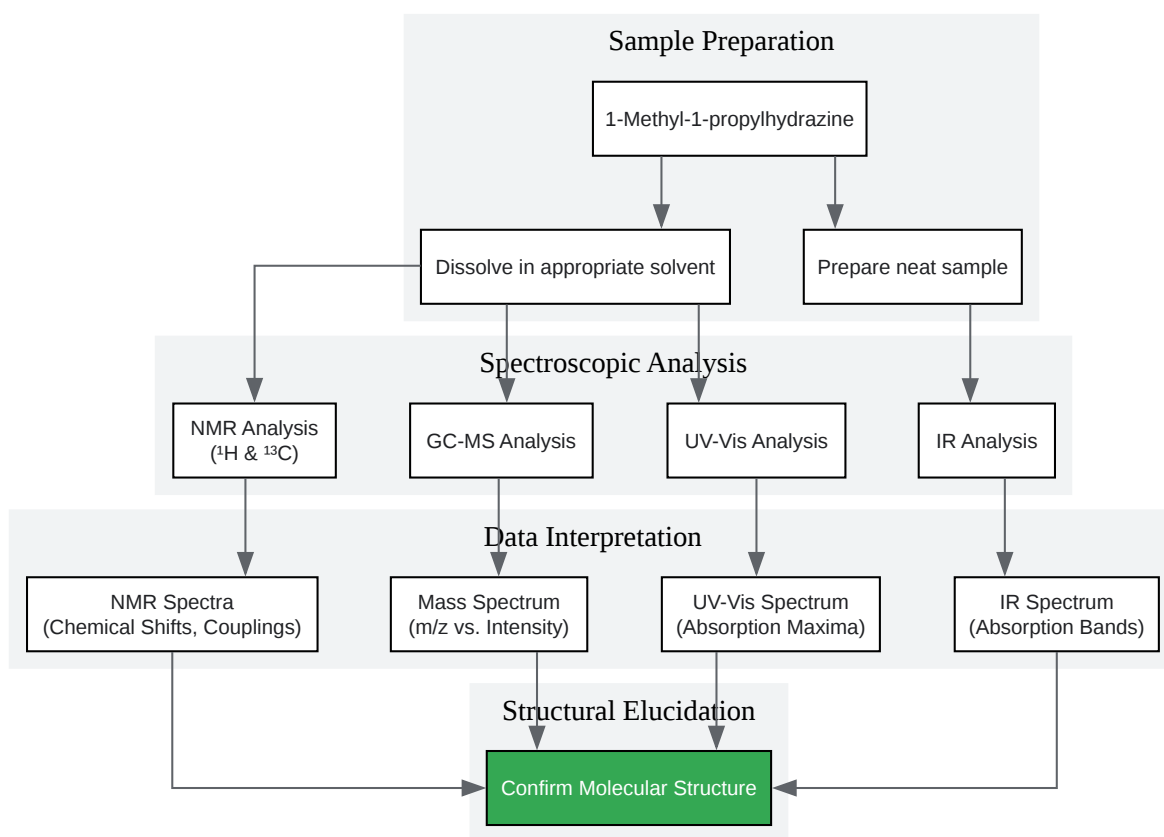 Sample Preparation
1-Methyl-1-propylhydrazine
Dissolve in appropriate solvent
Prepare neat sample
Spectroscopic Analysis
NMR Analysis
(¹H & ¹³C)
GC-MS Analysis
UV-Vis Analysis
IR Analysis
Data Interpretation
NMR Spectra
(Chemical Shifts, Couplings)
Mass Spectrum
(m/z vs. Intensity)
UV-Vis Spectrum
(Absorption Maxima)
IR Spectrum
(Absorption Bands)
Structural Elucidation
Confirm Molecular Structure